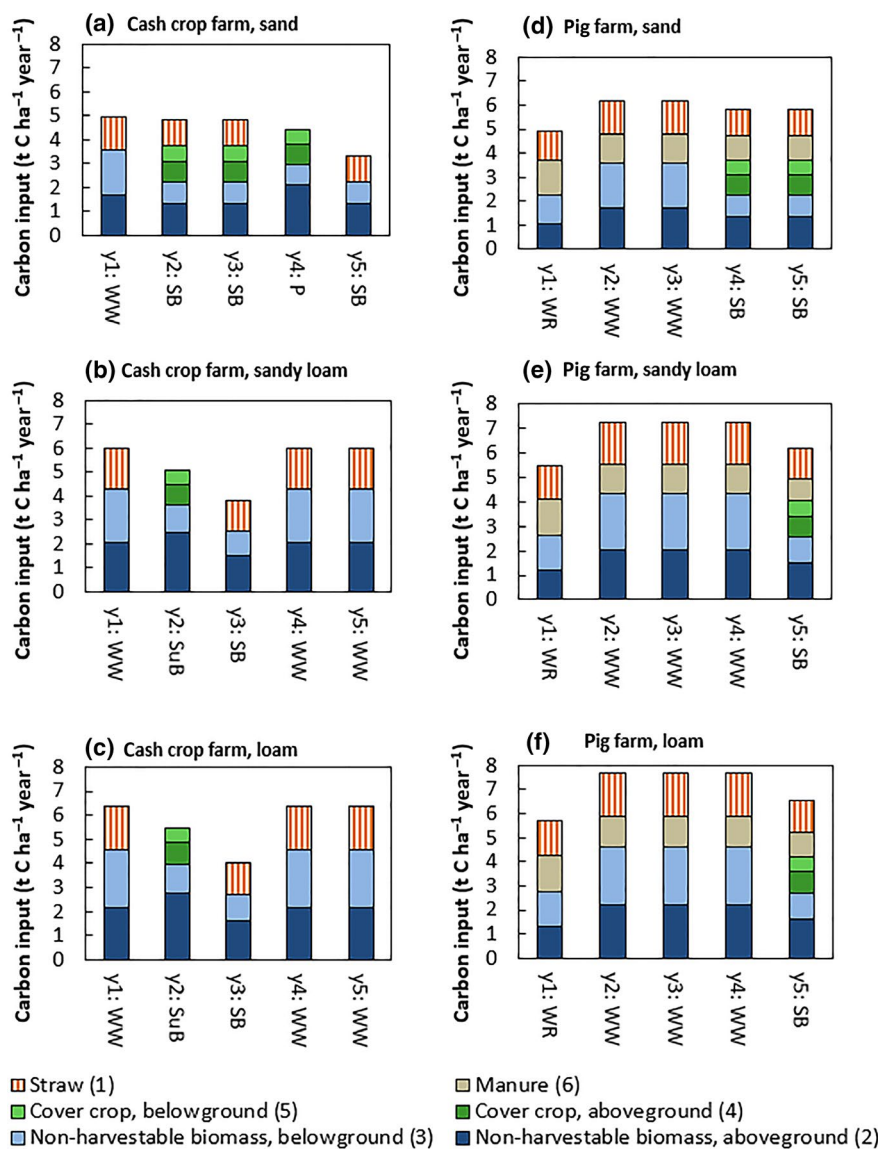 (a) Cash crop farm, sand
Carbon input (t C ha⁻¹ year⁻¹)
8
7
6
5
4
3
2
1
0
y1: WW
y2: SB
y3: SB
y4: P
y5: SB
(d) Pig farm, sand
Carbon input (t C ha⁻¹ year⁻¹)
8
7
6
5
4
3
2
1
0
y1: WR
y2: WW
y3: WW
y4:SB
y5: SB
(b) Cash crop farm, sandy loam
Carbon input (t C ha⁻¹ year⁻¹)
8
7
6
5
4
3
2
1
0
y1: WW
y2: SuB
y3: SB
y4: WW
y5: WW
(e) Pig farm, sandy loam
Carbon input (t C ha⁻¹ year⁻¹)
8
7
6
5
4
3
2
1
0
y1: WR
y2: WW
y3: WW
y4: WW
y5: SB
(c) Cash crop farm, loam
Carbon input (t C ha⁻¹ year⁻¹)
8
7
6
5
4
3
2
1
0
y1: WW
y2: SuB
y3: SB
y4: WW
y5: WW
(f) Pig farm, loam
Carbon input (t C ha⁻¹ year⁻¹)
8
7
6
5
4
3
2
1
0
y1: WR
y2: WW
y3: WW
y4: WW
y5: SB
Straw (1)
Manure (6)
Cover crop, belowground (5)
Cover crop, aboveground (4)
Non-harvestable biomass, belowground (3)
Non-harvestable biomass, aboveground (2)